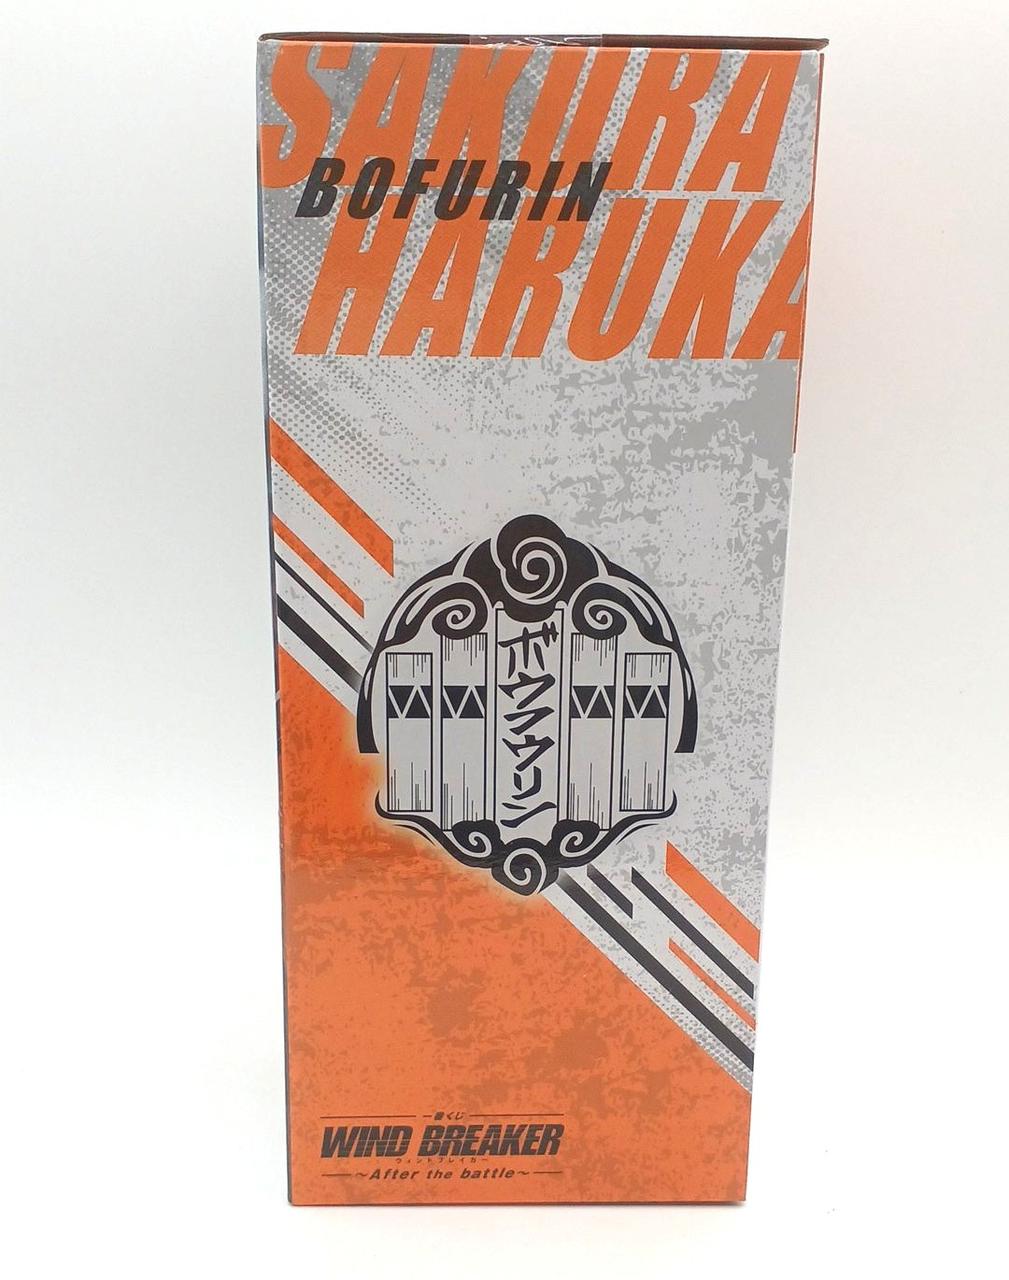 SAKURA
BOFURIN
HARUKA
ボウフウリン
一番くじ
WIND BREAKER
ウィンドブレイカー
~After the battle~